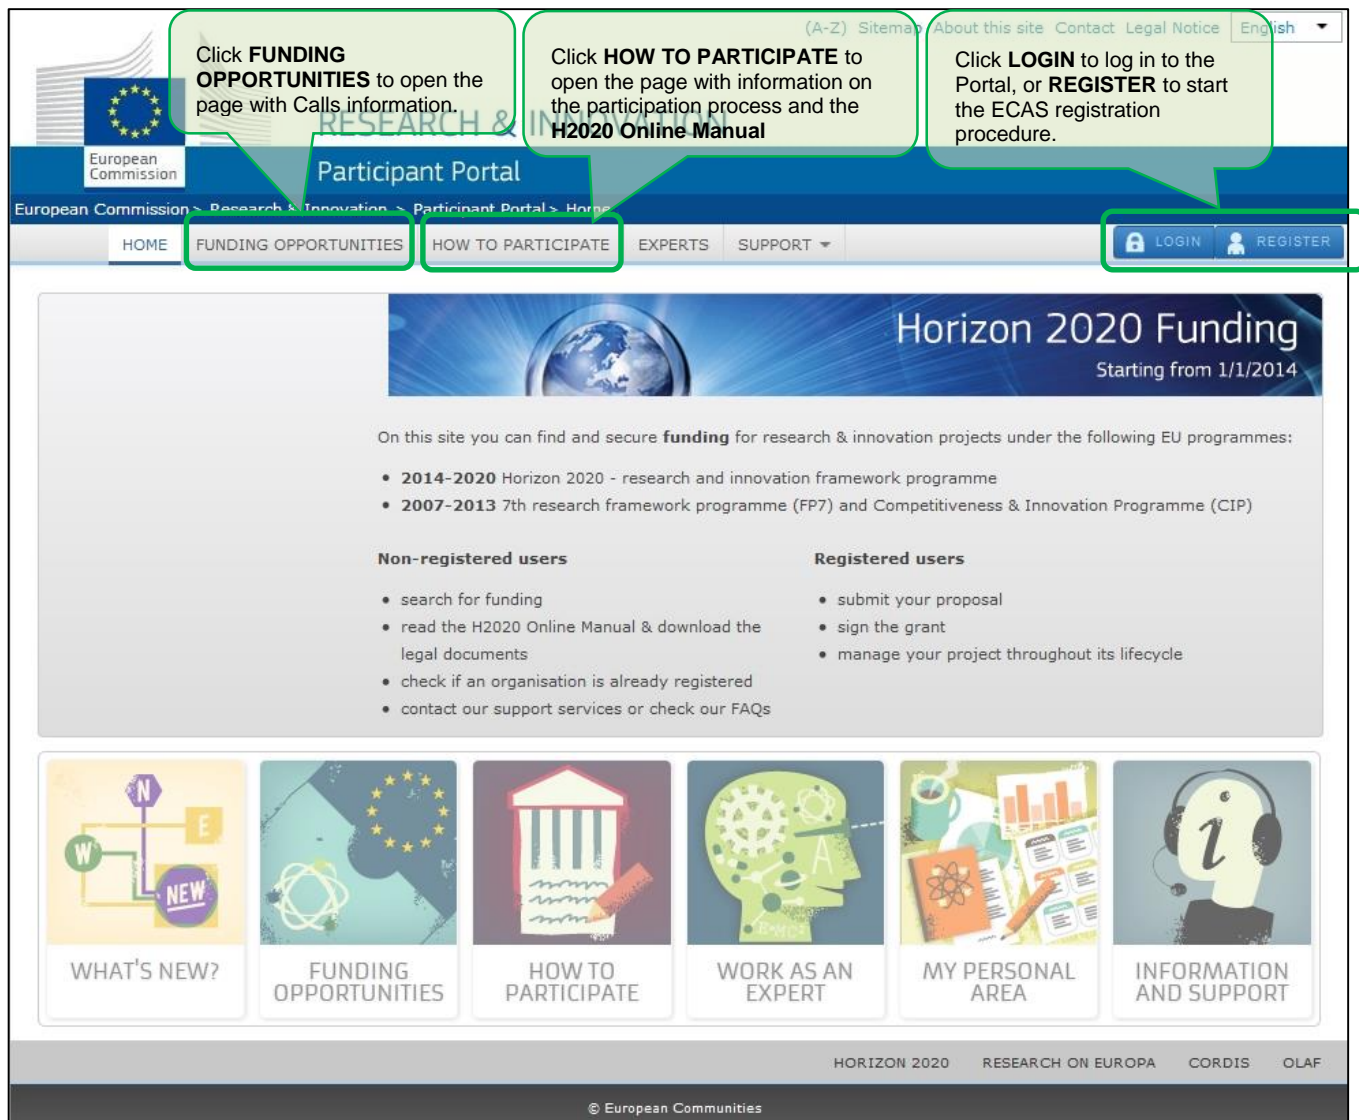 (A-Z) Sitemap About this site Contact Legal Notice English
Click FUNDING
OPPORTUNITIES to open the
page with Calls information.
Click HOW TO PARTICIPATE to
open the page with information on
the participation process and the
H2020 Online Manual
Click LOGIN to log in to the
Portal, or REGISTER to start
the ECAS registration
procedure.
RESEARCH & INNOVATION
European
Commission
Participant Portal
European Commission > Research & Innovation > Participant Portal > Home
HOME FUNDING OPPORTUNITIES HOW TO PARTICIPATE EXPERTS SUPPORT LOGIN REGISTER
Horizon 2020 Funding
Starting from 1/1/2014
On this site you can find and secure funding for research & innovation projects under the following EU programmes:
• 2014-2020 Horizon 2020 - research and innovation framework programme
• 2007-2013 7th research framework programme (FP7) and Competitiveness & Innovation Programme (CIP)
Non-registered users
• search for funding
• read the H2020 Online Manual & download the
legal documents
• check if an organisation is already registered
• contact our support services or check our FAQs
Registered users
• submit your proposal
• sign the grant
• manage your project throughout its lifecycle
N
E
W
NEW
A
E=MC2
i
WHAT'S NEW?
FUNDING
OPPORTUNITIES
HOW TO
PARTICIPATE
WORK AS AN
EXPERT
MY PERSONAL
AREA
INFORMATION
AND SUPPORT
HORIZON 2020 RESEARCH ON EUROPA CORDIS OLAF
© European Communities